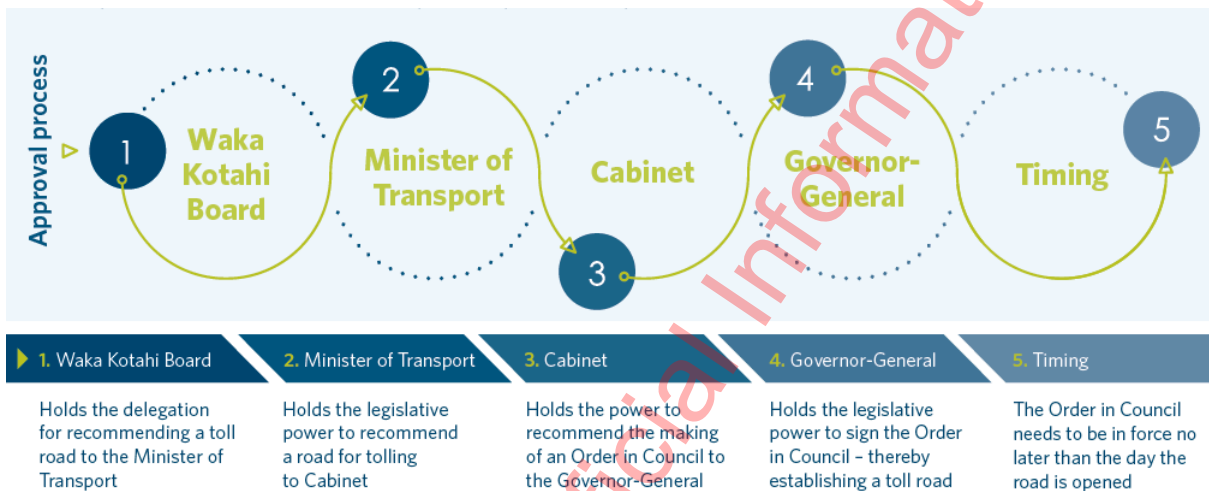 Approval process
1
Waka
Kotahi
Board
2
Minister of
Transport
3
Cabinet
4
Governor-
General
5
Timing
1. Waka Kotahi Board
Holds the delegation
for recommending a toll
road to the Minister of
Transport
2. Minister of Transport
Holds the legislative
power to recommend
a road for tolling
to Cabinet
3. Cabinet
Holds the power to
recommend the making
of an Order in Council to
the Governor-General
4. Governor-General
Holds the legislative
power to sign the Order
in Council – thereby
establishing a toll road
5. Timing
The Order in Council
needs to be in force no
later than the day the
road is opened